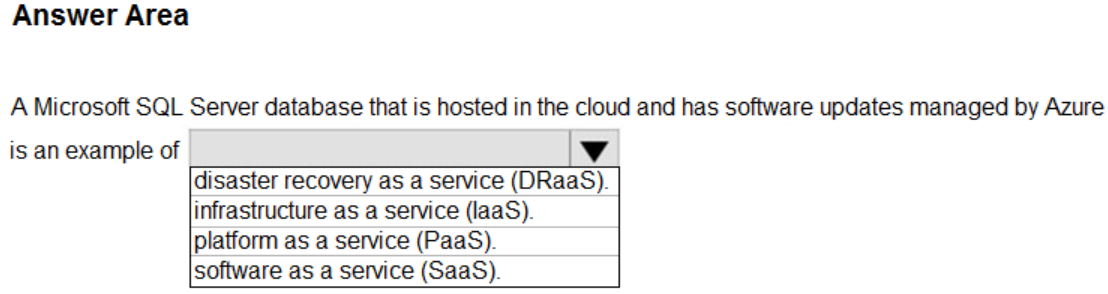 Answer Area
A Microsoft SQL Server database that is hosted in the cloud and has software updates managed by Azure
is an example of
disaster recovery as a service (DRaaS).
infrastructure as a service (IaaS).
platform as a service (PaaS).
software as a service (SaaS).